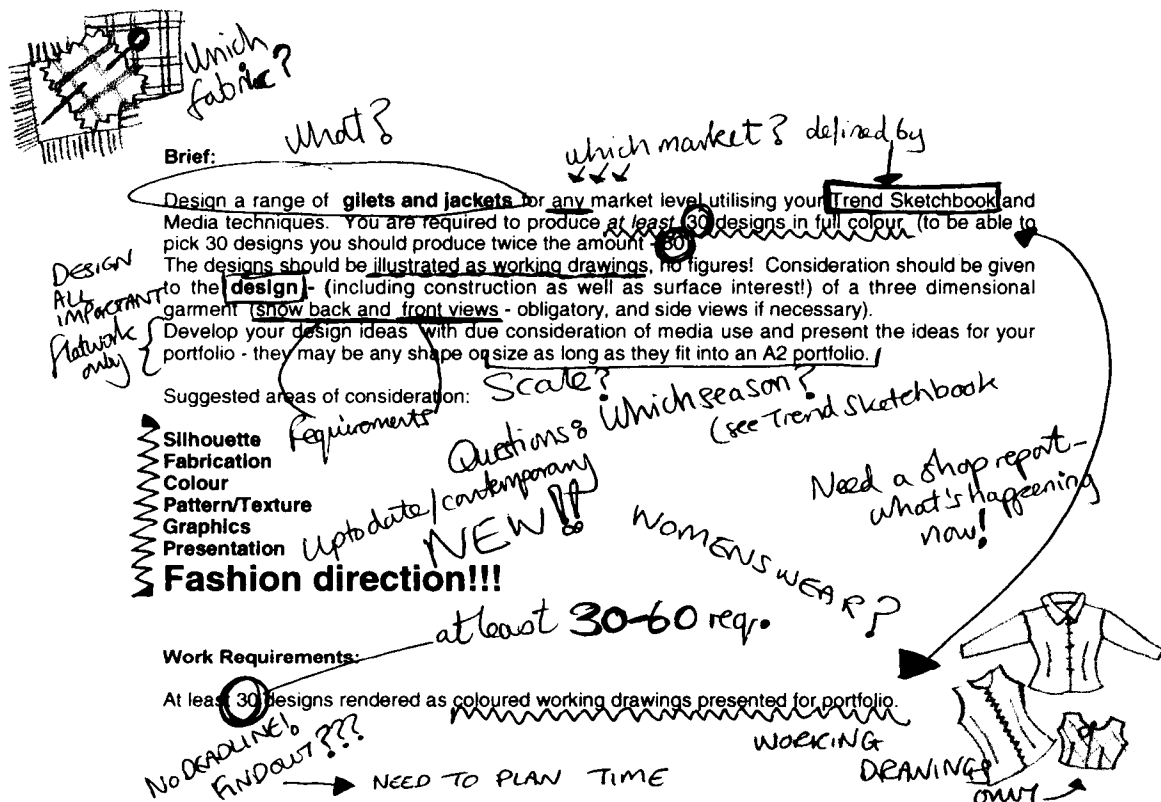 Which
fabric?
What?
which market? defined by
Brief:
Design a range of gilets and jackets for any market level utilising your Trend Sketchbook and
Media techniques. You are required to produce at least 30 designs in full colour (to be able to
pick 30 designs you should produce twice the amount -
The designs should be illustrated as working drawings, no figures! Consideration should be given
to the design - (including construction as well as surface interest!) of a three dimensional
garment (show back and front views - obligatory, and side views if necessary).
Develop your design ideas with due consideration of media use and present the ideas for your
portfolio - they may be any shape or size as long as they fit into an A2 portfolio.
DESIGN
ALL
IMPORTANT
Flatwork
only
Suggested areas of consideration:
Requirements
Scale?
Questions: Which season?
(see Trend Sketchbook
Silhouette
Fabrication
Colour
Pattern/Texture
Graphics
Presentation
Fashion direction!!!
Up to date/contemporary
NEW!!
Need a shop report-
what's happening
now!
WOMENS WEAR?
at least 30-60 req.
Work Requirements:
At least 30 designs rendered as coloured working drawings presented for portfolio.
NO DEADLINE!
FIND OUT???
NEED TO PLAN TIME
WORKING
DRAWINGS
ONLY